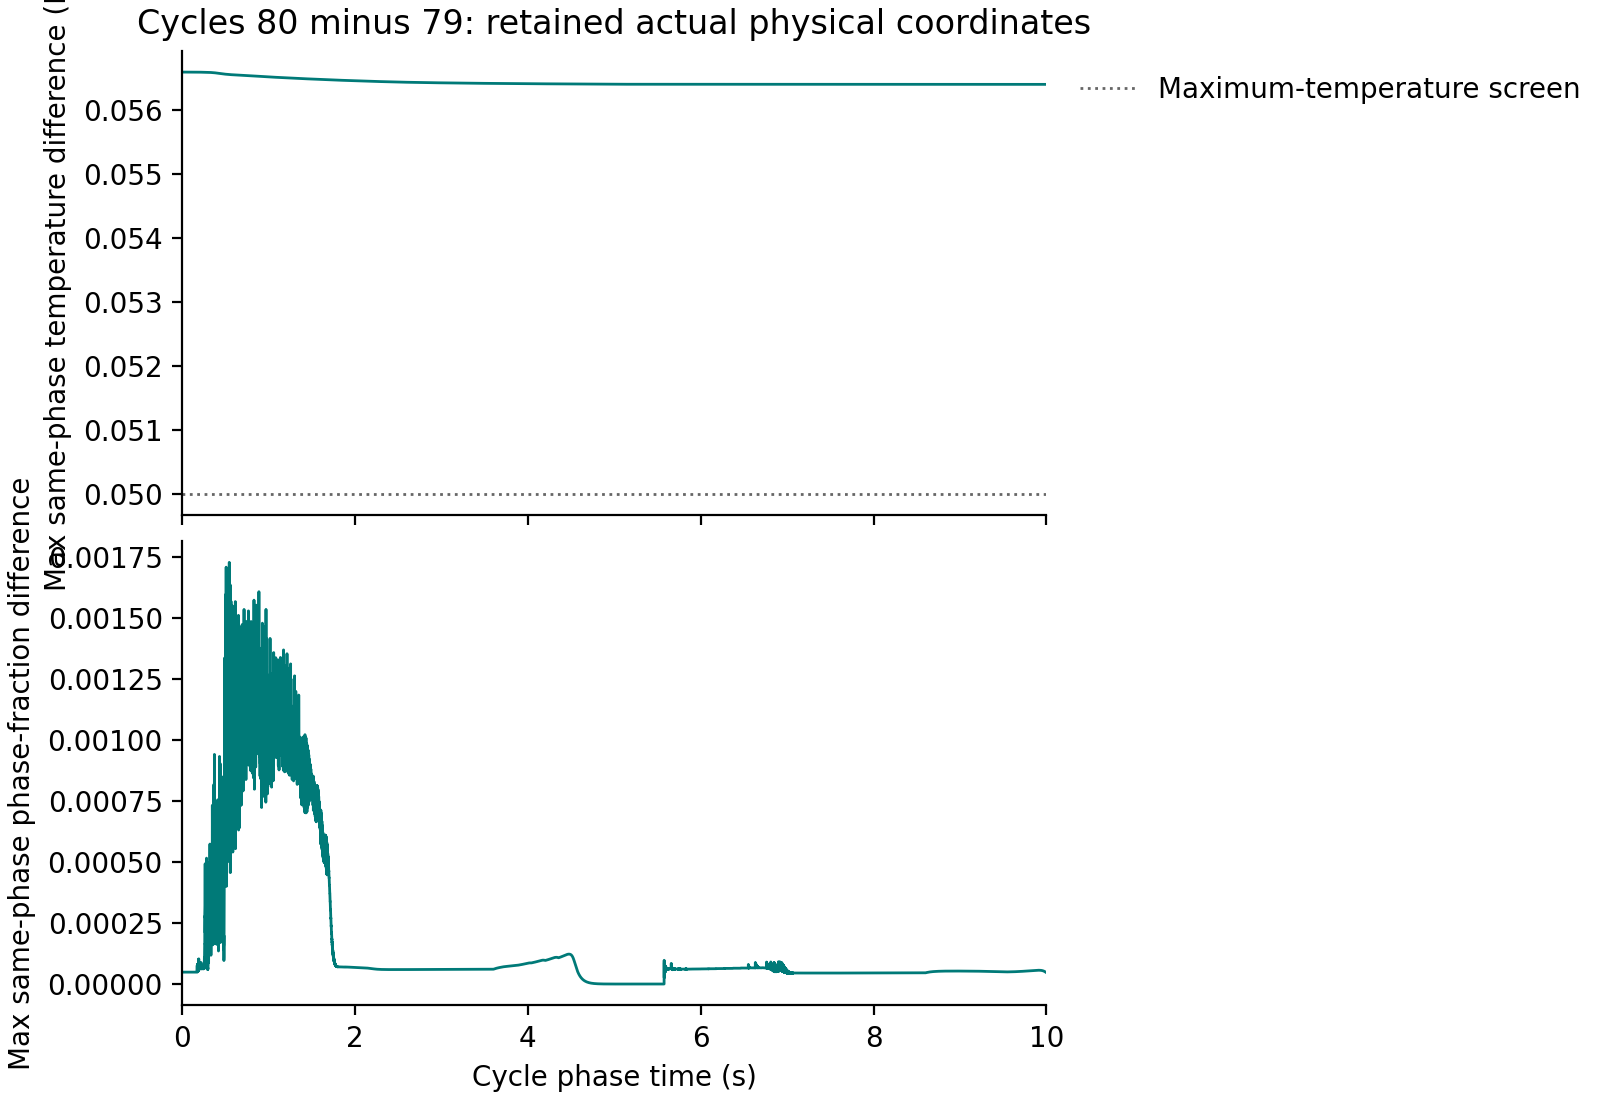 Cycles 80 minus 79: retained actual physical coordinates
Max same-phase temperature difference (
0.056
0.055
0.054
0.053
0.052
0.051
0.050
Maximum-temperature screen
Max same-phase phase-fraction difference
0.00175
0.00150
0.00125
0.00100
0.00075
0.00050
0.00025
0.00000
0 2 4 6 8 10
Cycle phase time (s)